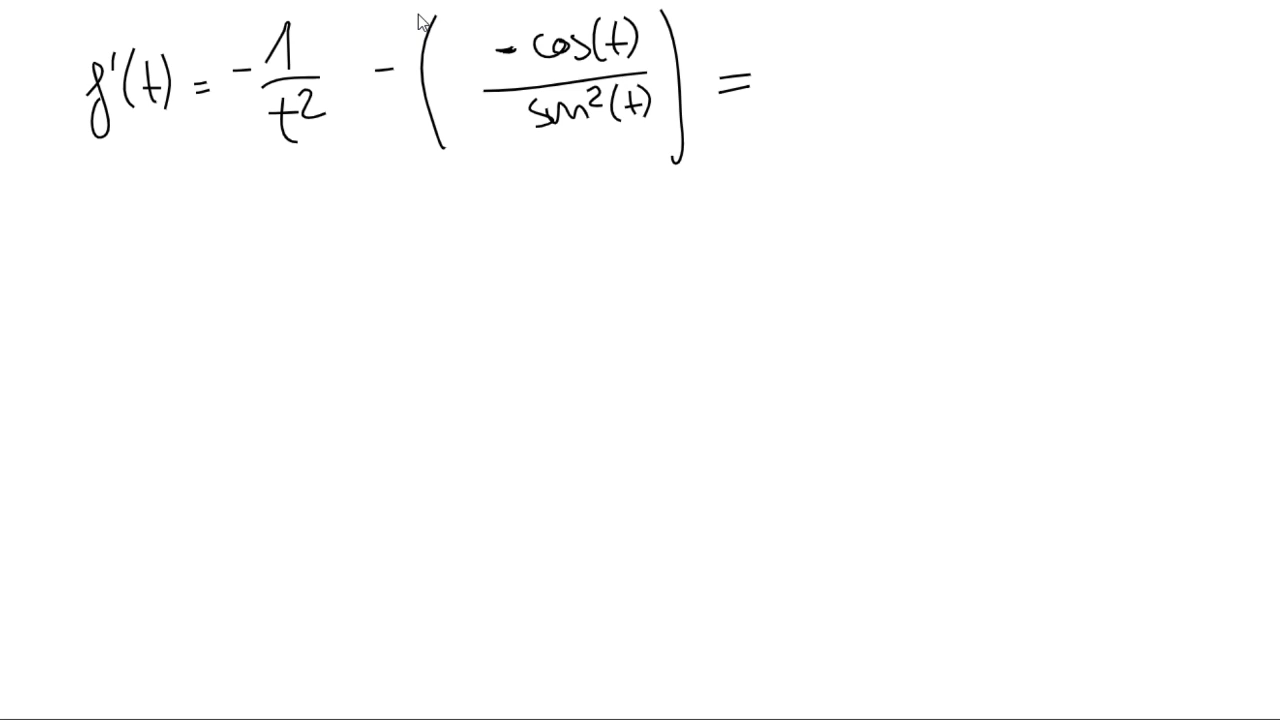 f'(t) = - 1/t² - ( - cos(t) / sin²(t) ) =